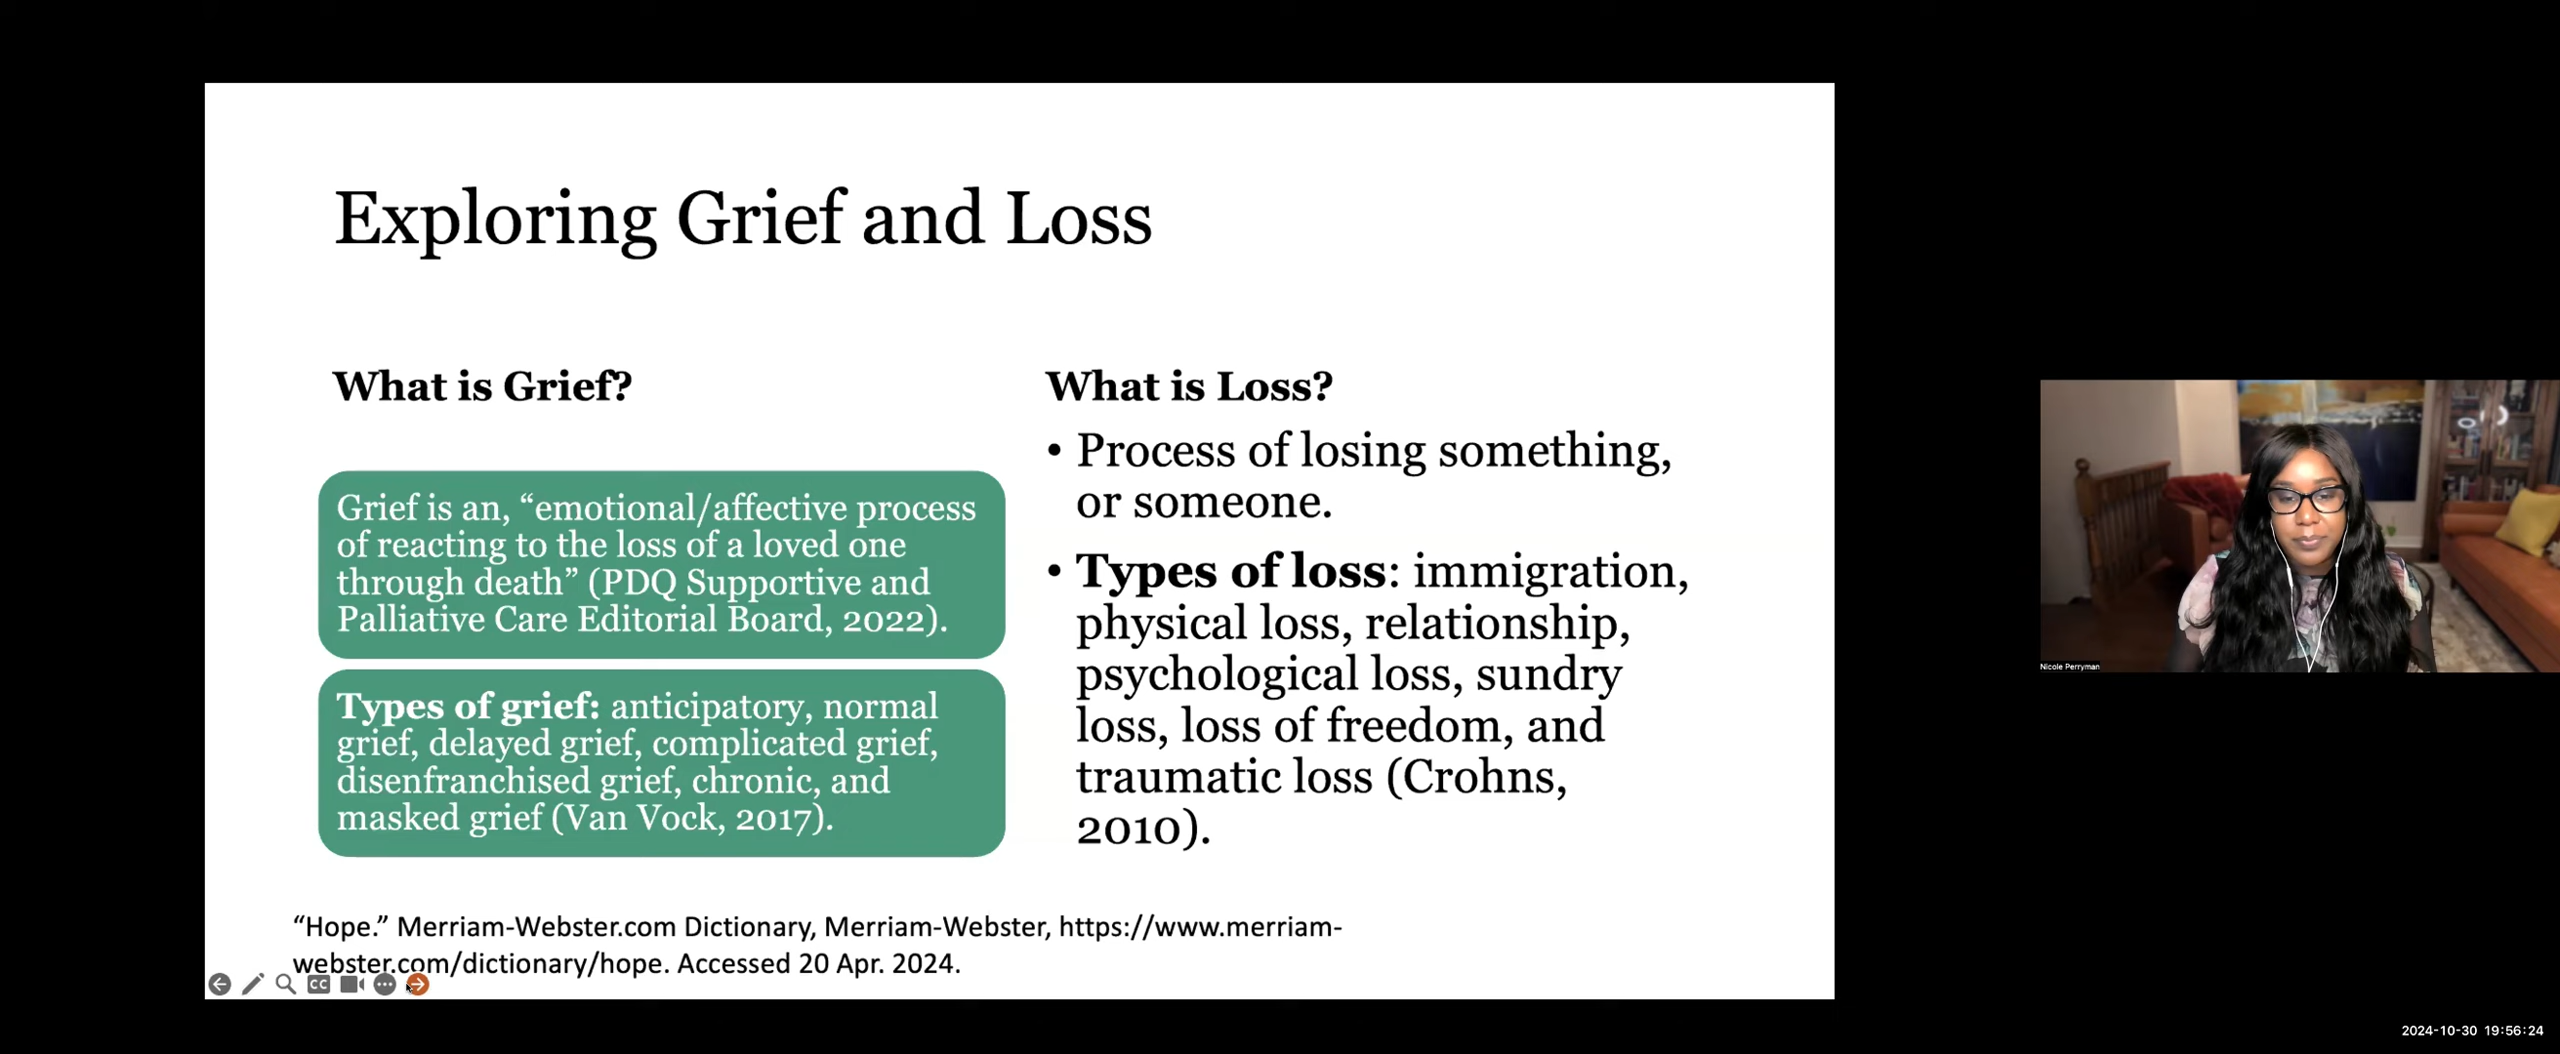 Exploring Grief and Loss
What is Grief?
Grief is an, “emotional/affective process
of reacting to the loss of a loved one
through death” (PDQ Supportive and
Palliative Care Editorial Board, 2022).
Types of grief: anticipatory, normal
grief, delayed grief, complicated grief,
disenfranchised grief, chronic, and
masked grief (Van Vock, 2017).
What is Loss?
• Process of losing something,
or someone.
• Types of loss: immigration,
physical loss, relationship,
psychological loss, sundry
loss, loss of freedom, and
traumatic loss (Crohns,
2010).
“Hope.” Merriam-Webster.com Dictionary, Merriam-Webster, https://www.merriam-
webster.com/dictionary/hope. Accessed 20 Apr. 2024.
CC
Nicole Perryman
2024-10-30 19:56:24